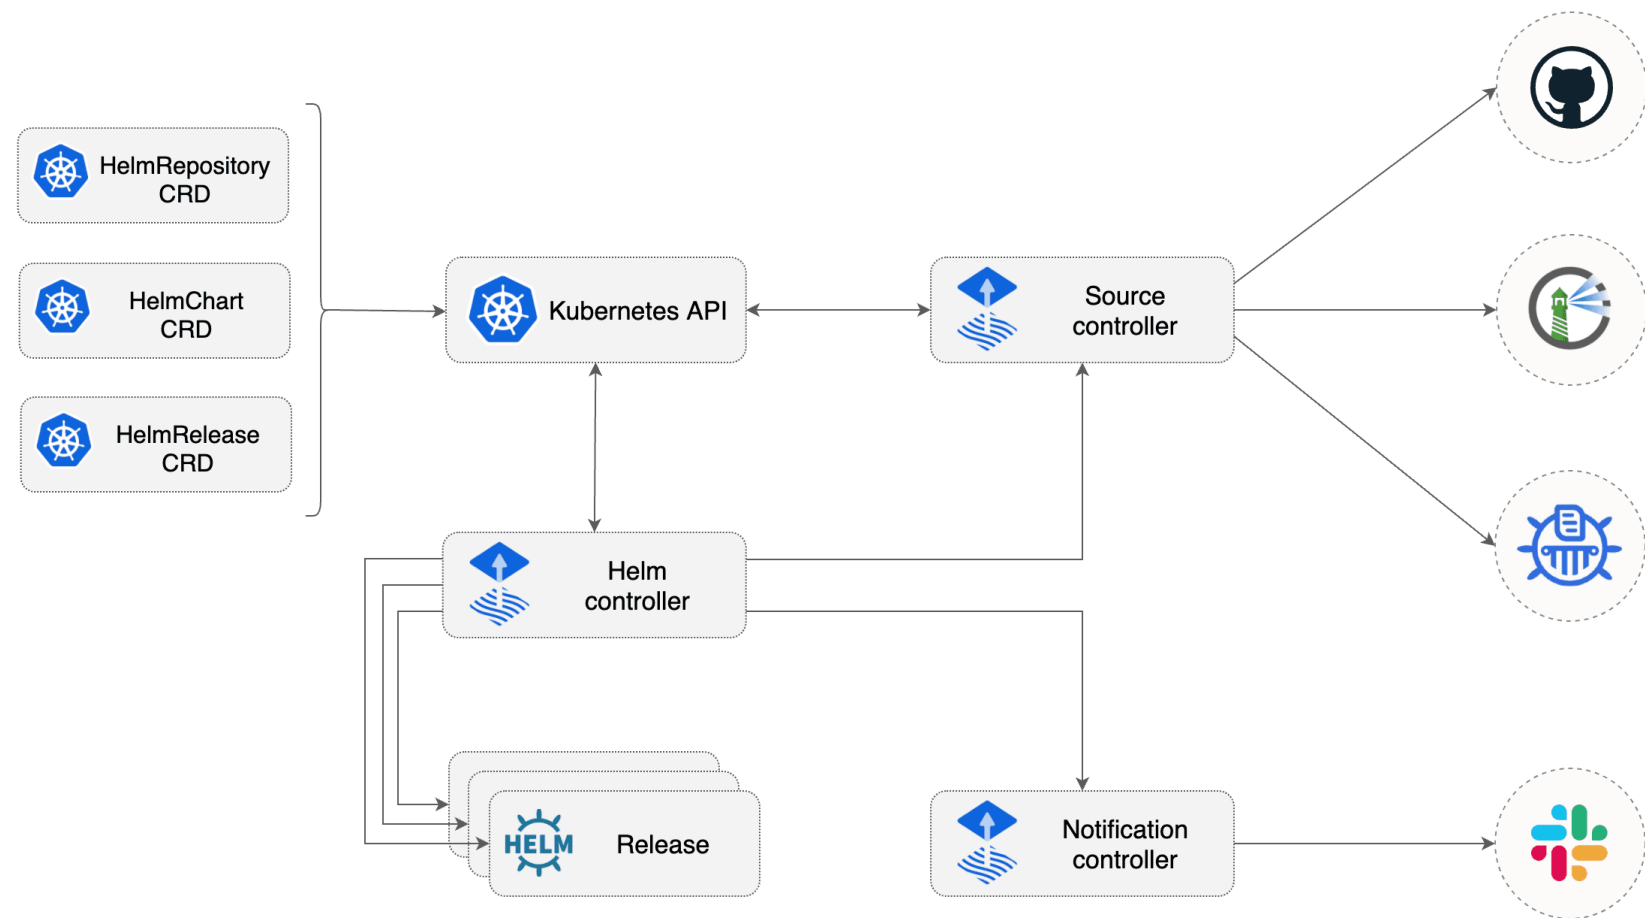 HelmRepository
CRD
HelmChart
CRD
HelmRelease
CRD
Kubernetes API
Source
controller
Helm
controller
HELM
Release
Notification
controller